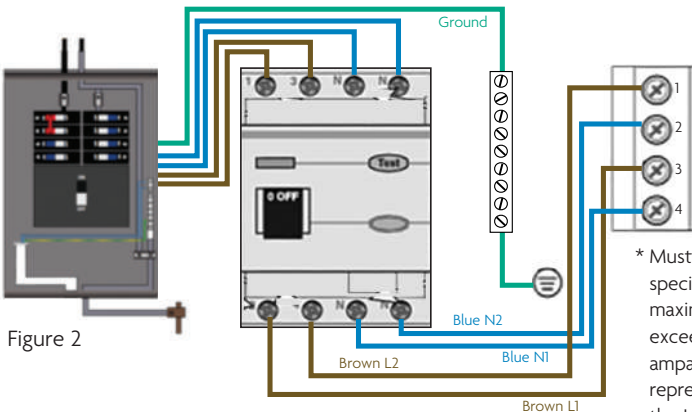 Ground
1 3 N N
Test
0 OFF
N N
1
2
3
4
Blue N2
Blue N1
Brown L2
Brown L1
Figure 2
* Must
speci
maxin
excee
ampa
repre